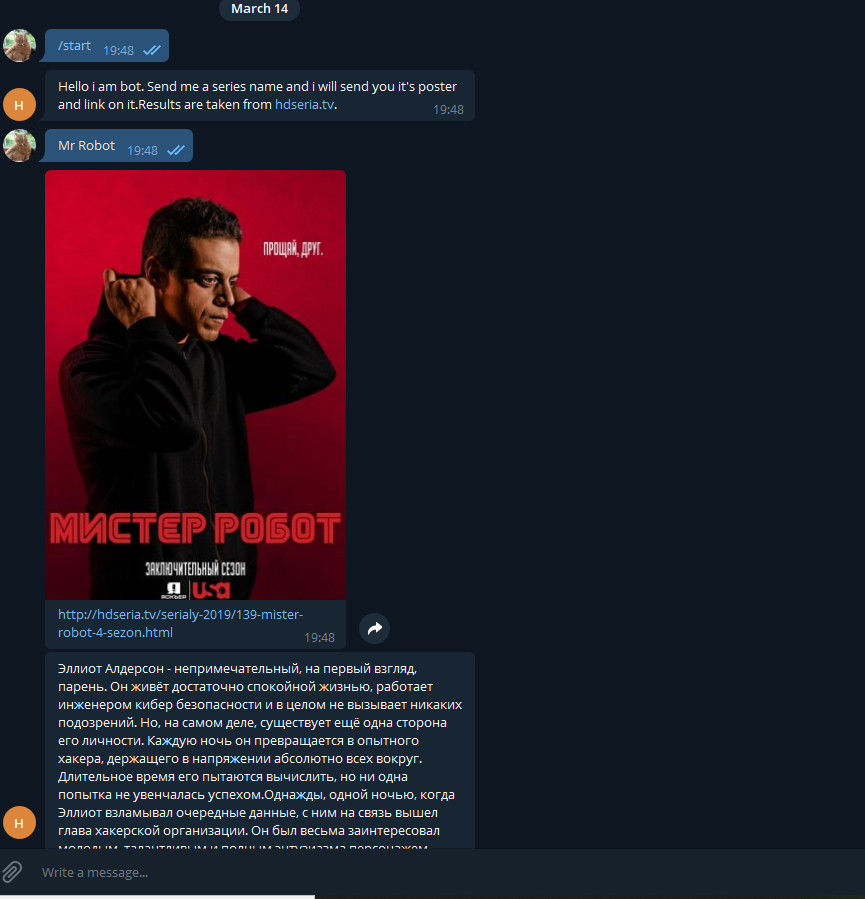 March 14
/start 19:48
Hello i am bot. Send me a series name and i will send you it's poster
and link on it.Results are taken from hdseria.tv.
19:48
H
Mr Robot 19:48
ПРОЩАЙ, ДРУГ.
МИСТЕР РОБОТ
ЗАКЛЮЧИТЕЛЬНЫЙ СЕЗОН
usa
http://hdseria.tv/serialy-2019/139-mister-
robot-4-sezon.html
19:48
Эллиот Алдерсон - непримечательный, на первый взгляд,
парень. Он живёт достаточно спокойной жизнью, работает
инженером кибер безопасности и в целом не вызывает никаких
подозрений. Но, на самом деле, существует ещё одна сторона
его личности. Каждую ночь он превращается в опытного
хакера, держащего в напряжении абсолютно всех вокруг.
Длительное время его пытаются вычислить, но ни одна
попытка не увенчалась успехом.Однажды, одной ночью, когда
Эллиот взламывал очередные данные, с ним на связь вышел
глава хакерской организации. Он был весьма заинтересовал
молодым, талантливым и полным энтузиазма персонажем
H
Write a message...